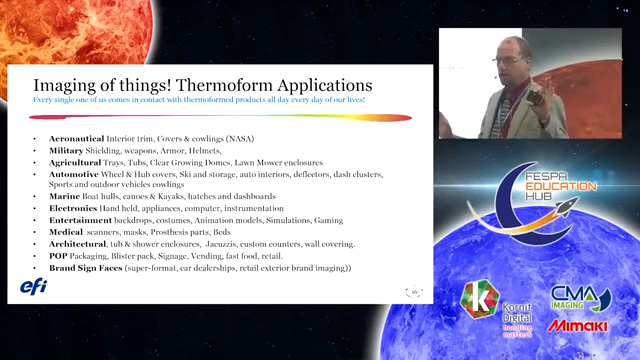 Imaging of things! Thermoform Applications
Every single one of us comes in contact with thermoformed products all day every day of our lives!
• Aeronautical Interior trim, Covers & cowlings (NASA)
• Military Shielding, weapons, Armor, Helmets,
• Agricultural Trays, Tubs, Clear Growing Domes, Lawn Mower enclosures
• Automotive Wheel & Hub covers, Ski and storage, auto interiors, deflectors, dash clusters,
Sports and outdoor vehicles cowlings
• Marine Boat hulls, canoes & Kayaks, hatches and dashboards
• Electronics Hand held, appliances, computer, instrumentation
• Entertainment backdrops, costumes, Animation models, Simulations, Gaming
• Medical scanners, masks, Prosthesis parts, Beds
• Architectural, tub & shower enclosures, Jacuzzis, custom counters, wall covering.
• POP Packaging, Blister pack, Signage, Vending, fast food, retail.
• Brand Sign Faces (super-format, car dealerships, retail exterior brand imaging))
efi
FESPA
EDUCATION
HUB
K
Kornit
Digital
bonding
matters
CMA
IMAGING
Mimaki